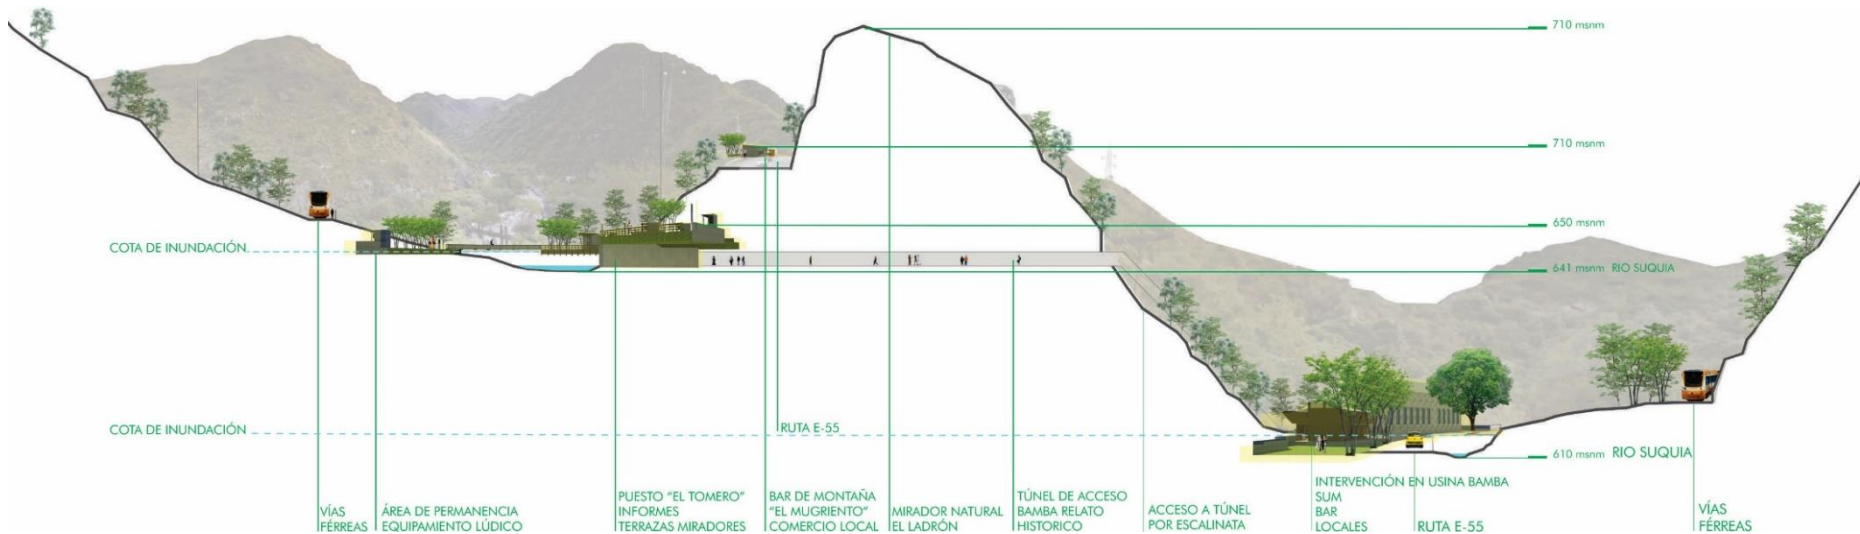 710 msnm
710 msnm
650 msnm
COTA DE INUNDACIÓN
641 msnm RIO SUQUIA
RUTA E-55
COTA DE INUNDACIÓN
610 msnm RIO SUQUIA
VÍAS
FÉRREAS
ÁREA DE PERMANENCIA
EQUIPAMIENTO LÚDICO
PUESTO "EL TOMERO"
INFORMES
TERRAZAS MIRADORES
BAR DE MONTAÑA
"EL MUGRIENTO"
COMERCIO LOCAL
MIRADOR NATURAL
EL LADRÓN
TÚNEL DE ACCESO
BAMBA RELATO
HISTORICO
ACCESO A TÚNEL
POR ESCALINATA
INTERVENCIÓN EN USINA BAMBA
SUM
BAR
LOCALES
RUTA E-55
VÍAS
FÉRREAS